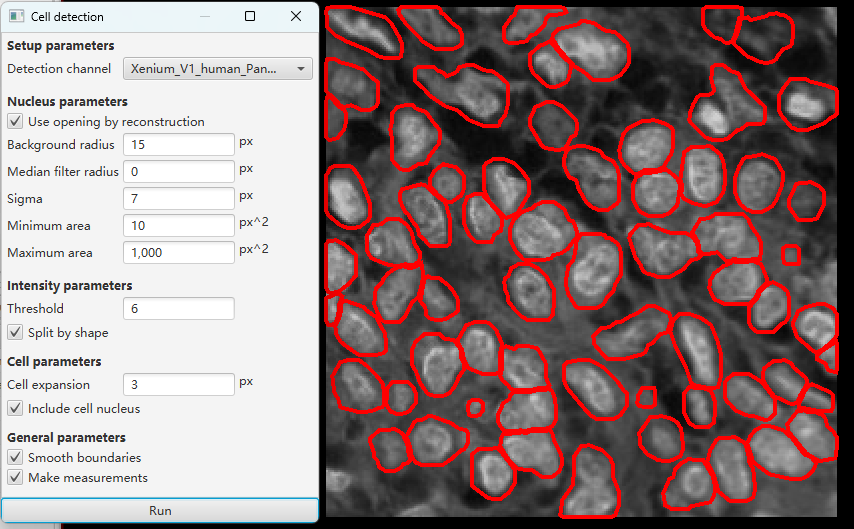 Cell detection
Setup parameters
Detection channel Xenium_V1_human_Pan...
Nucleus parameters
Use opening by reconstruction
Background radius 15 px
Median filter radius 0 px
Sigma 7 px
Minimum area 10 px^2
Maximum area 1,000 px^2
Intensity parameters
Threshold 6
Split by shape
Cell parameters
Cell expansion 3 px
Include cell nucleus
General parameters
Smooth boundaries
Make measurements
Run